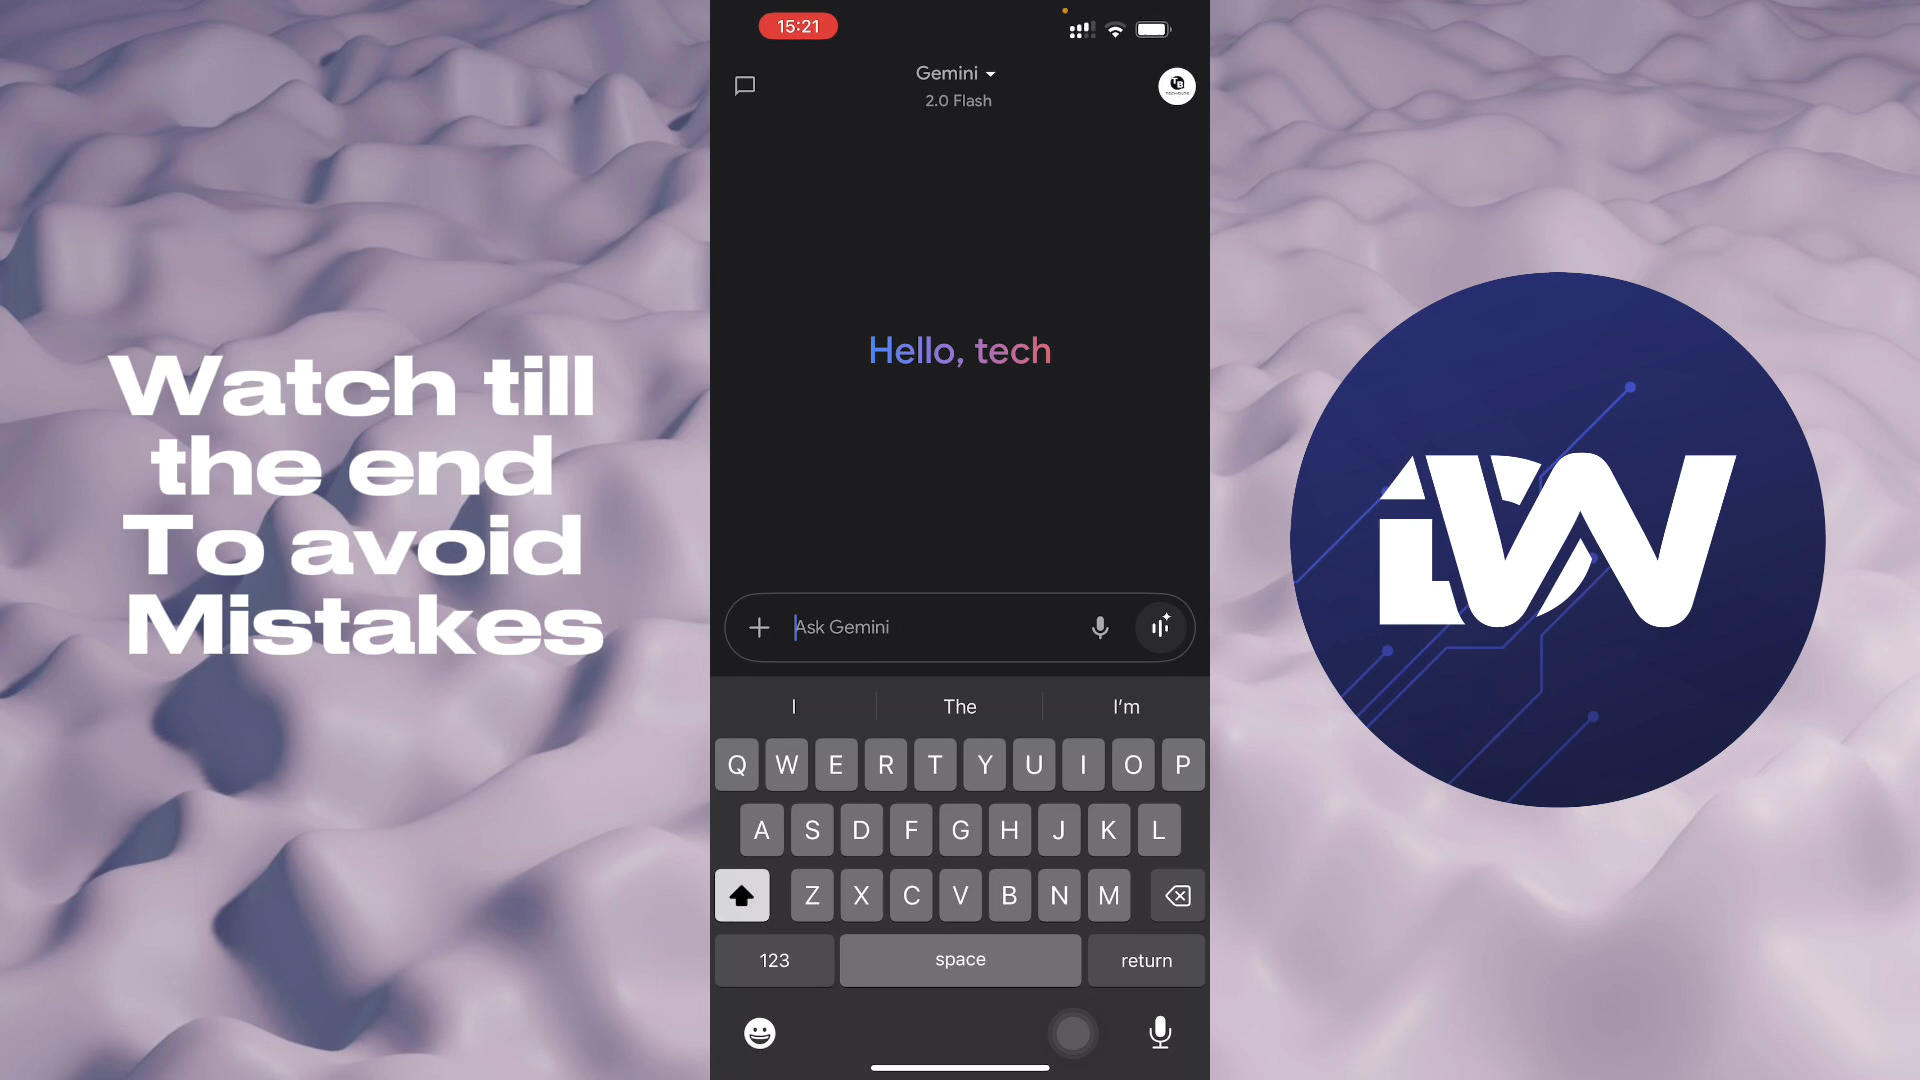 Watch till
the end
To avoid
Mistakes
15:21
Gemini
2.0 Flash
TB
Hello, tech
Ask Gemini
I
The
I'm
Q W E R T Y U I O P
A S D F G H J K L
Z X C V B N M
123
space
return